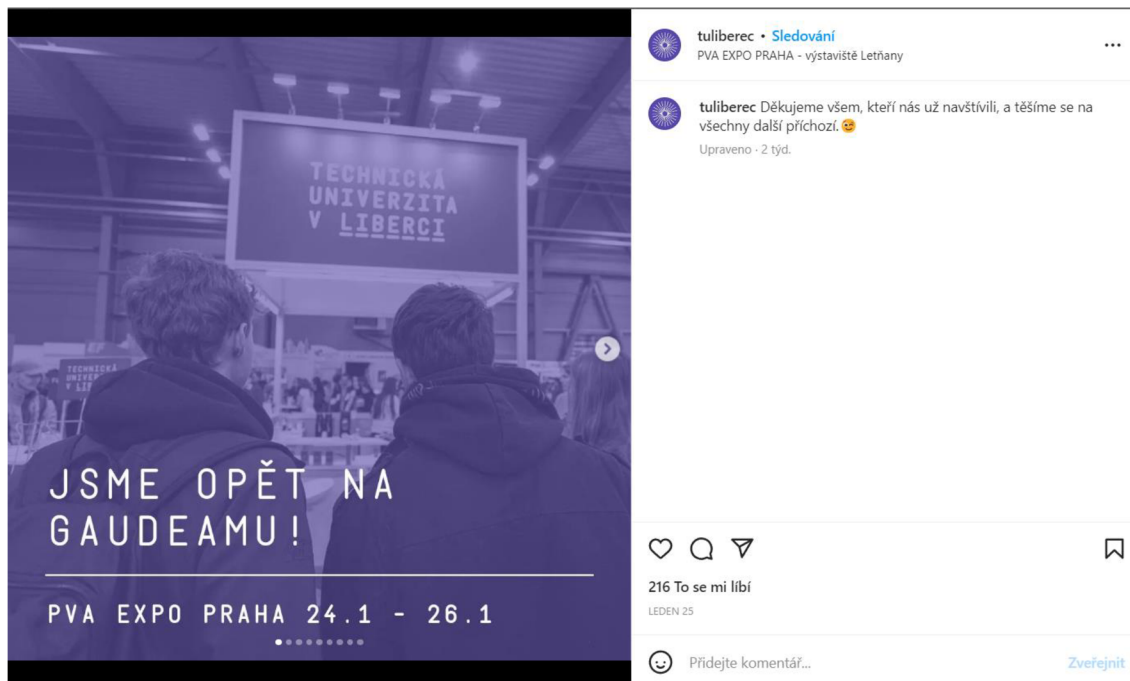 TECHNICKÁ
UNIVERZITA
V LIBERCI
TECHNICKÁ
JSME OPĚT NA
GAUDEAMU!
PVA EXPO PRAHA 24.1 - 26.1
tuliberec • Sledování
PVA EXPO PRAHA - výstaviště Letňany
tuliberec Děkujeme všem, kteří nás už navštívili, a těšíme se na
všechny další příchozí.😉
Upraveno · 2 týd.
216 To se mi líbí
LEDEN 25
Přidejte komentář... Zveřejnit